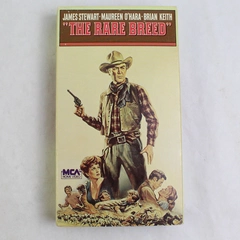 JAMES STEWART-MAUREEN O'HARA-BRIAN KEITH
"THE RARE BREED"
MCA